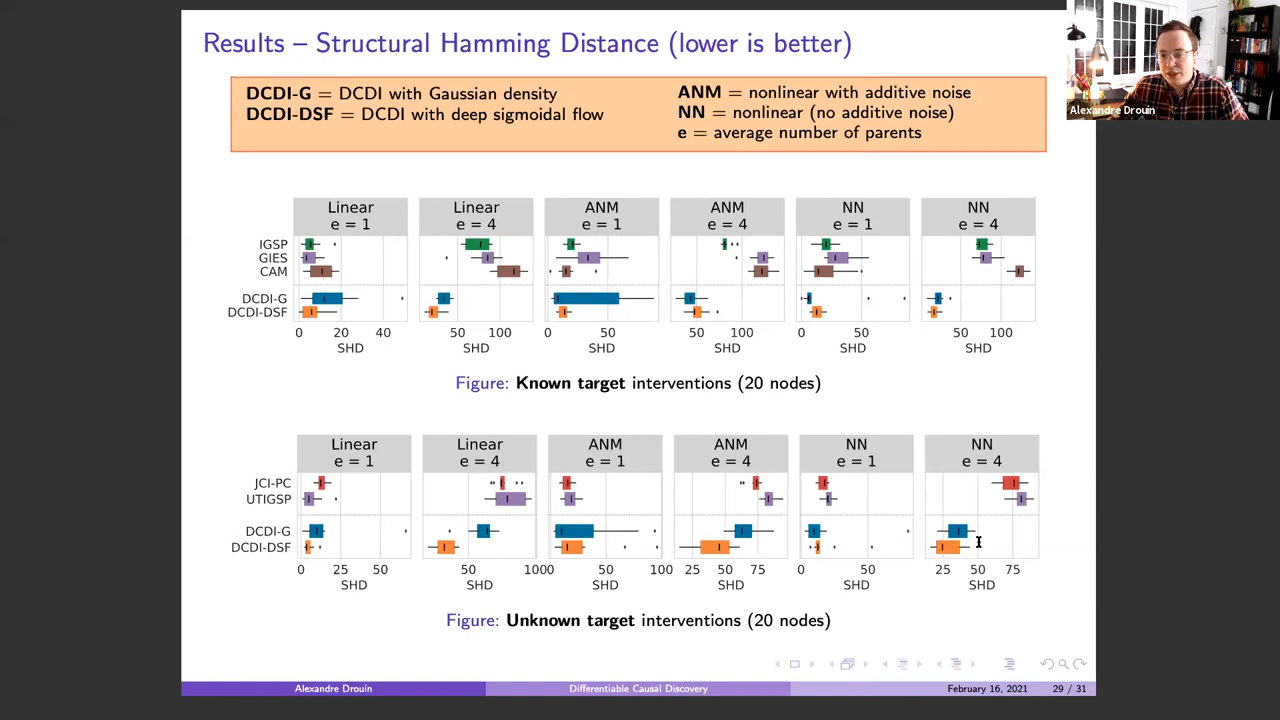 Results – Structural Hamming Distance (lower is better)
DCDI-G = DCDI with Gaussian density
DCDI-DSF = DCDI with deep sigmoidal flow
ANM = nonlinear with additive noise
NN = nonlinear (no additive noise)
e = average number of parents
Alexandre Drouin
Linear Linear ANM ANM NN NN
e = 1 e = 4 e = 1 e = 4 e = 1 e = 4
IGSP
GIES
CAM
DCDI-G
DCDI-DSF
0 20 40 50 100 0 50 50 100 0 50 50 100
SHD SHD SHD SHD SHD SHD
Figure: Known target interventions (20 nodes)
Linear Linear ANM ANM NN NN
e = 1 e = 4 e = 1 e = 4 e = 1 e = 4
JCI-PC
UTIGSP
DCDI-G
DCDI-DSF
0 25 50 50 100 0 50 100 25 50 75 0 50 25 50 75
SHD SHD SHD SHD SHD SHD
Figure: Unknown target interventions (20 nodes)
Alexandre Drouin Differentiable Causal Discovery February 16, 2021 29 / 31